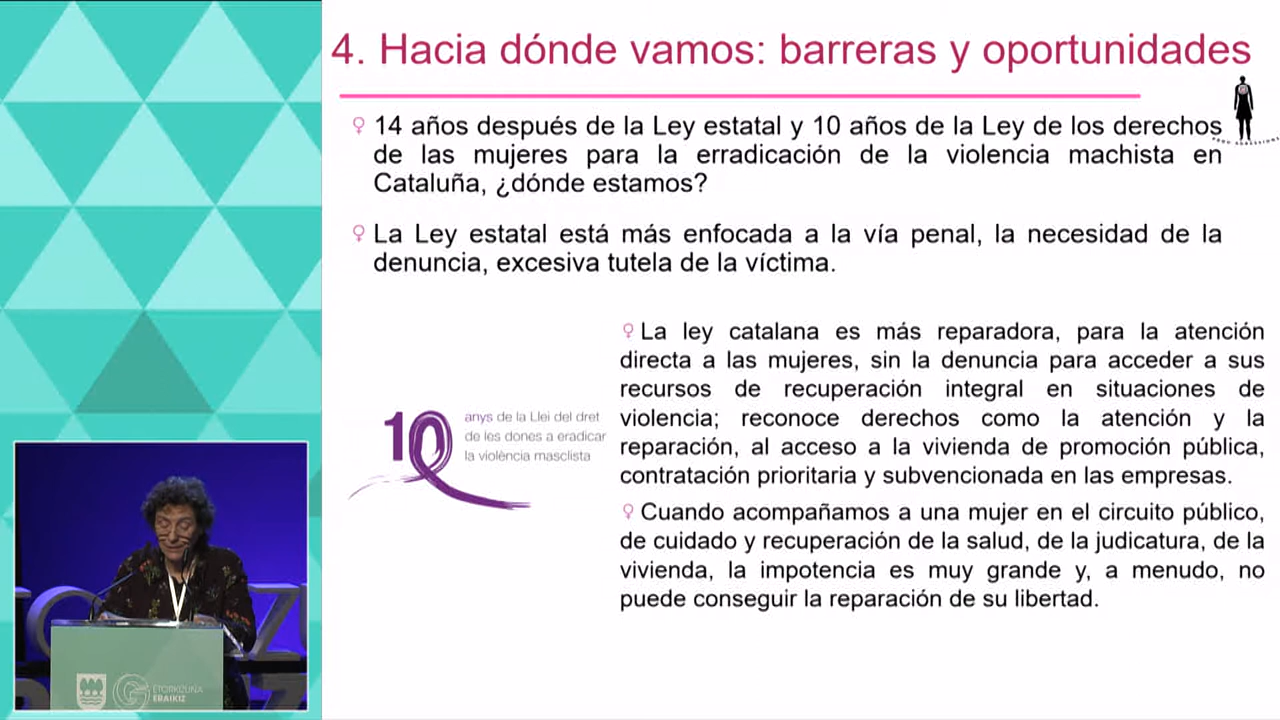 4. Hacia dónde vamos: barreras y oportunidades
♀ 14 años después de la Ley estatal y 10 años de la Ley de los derechos
de las mujeres para la erradicación de la violencia machista en
Cataluña, ¿dónde estamos?
♀ La Ley estatal está más enfocada a la vía penal, la necesidad de la
denuncia, excesiva tutela de la víctima.
♀ La ley catalana es más reparadora, para la atención
directa a las mujeres, sin la denuncia para acceder a sus
recursos de recuperación integral en situaciones de
violencia; reconoce derechos como la atención y la
reparación, al acceso a la vivienda de promoción pública,
contratación prioritaria y subvencionada en las empresas.
♀ Cuando acompañamos a una mujer en el circuito público,
de cuidado y recuperación de la salud, de la judicatura, de la
vivienda, la impotencia es muy grande y, a menudo, no
puede conseguir la reparación de su libertad.
10
anys de la Llei del dret
de les dones a eradicar
la violència masclista
ETORKIZUNA
ERAIKIZ